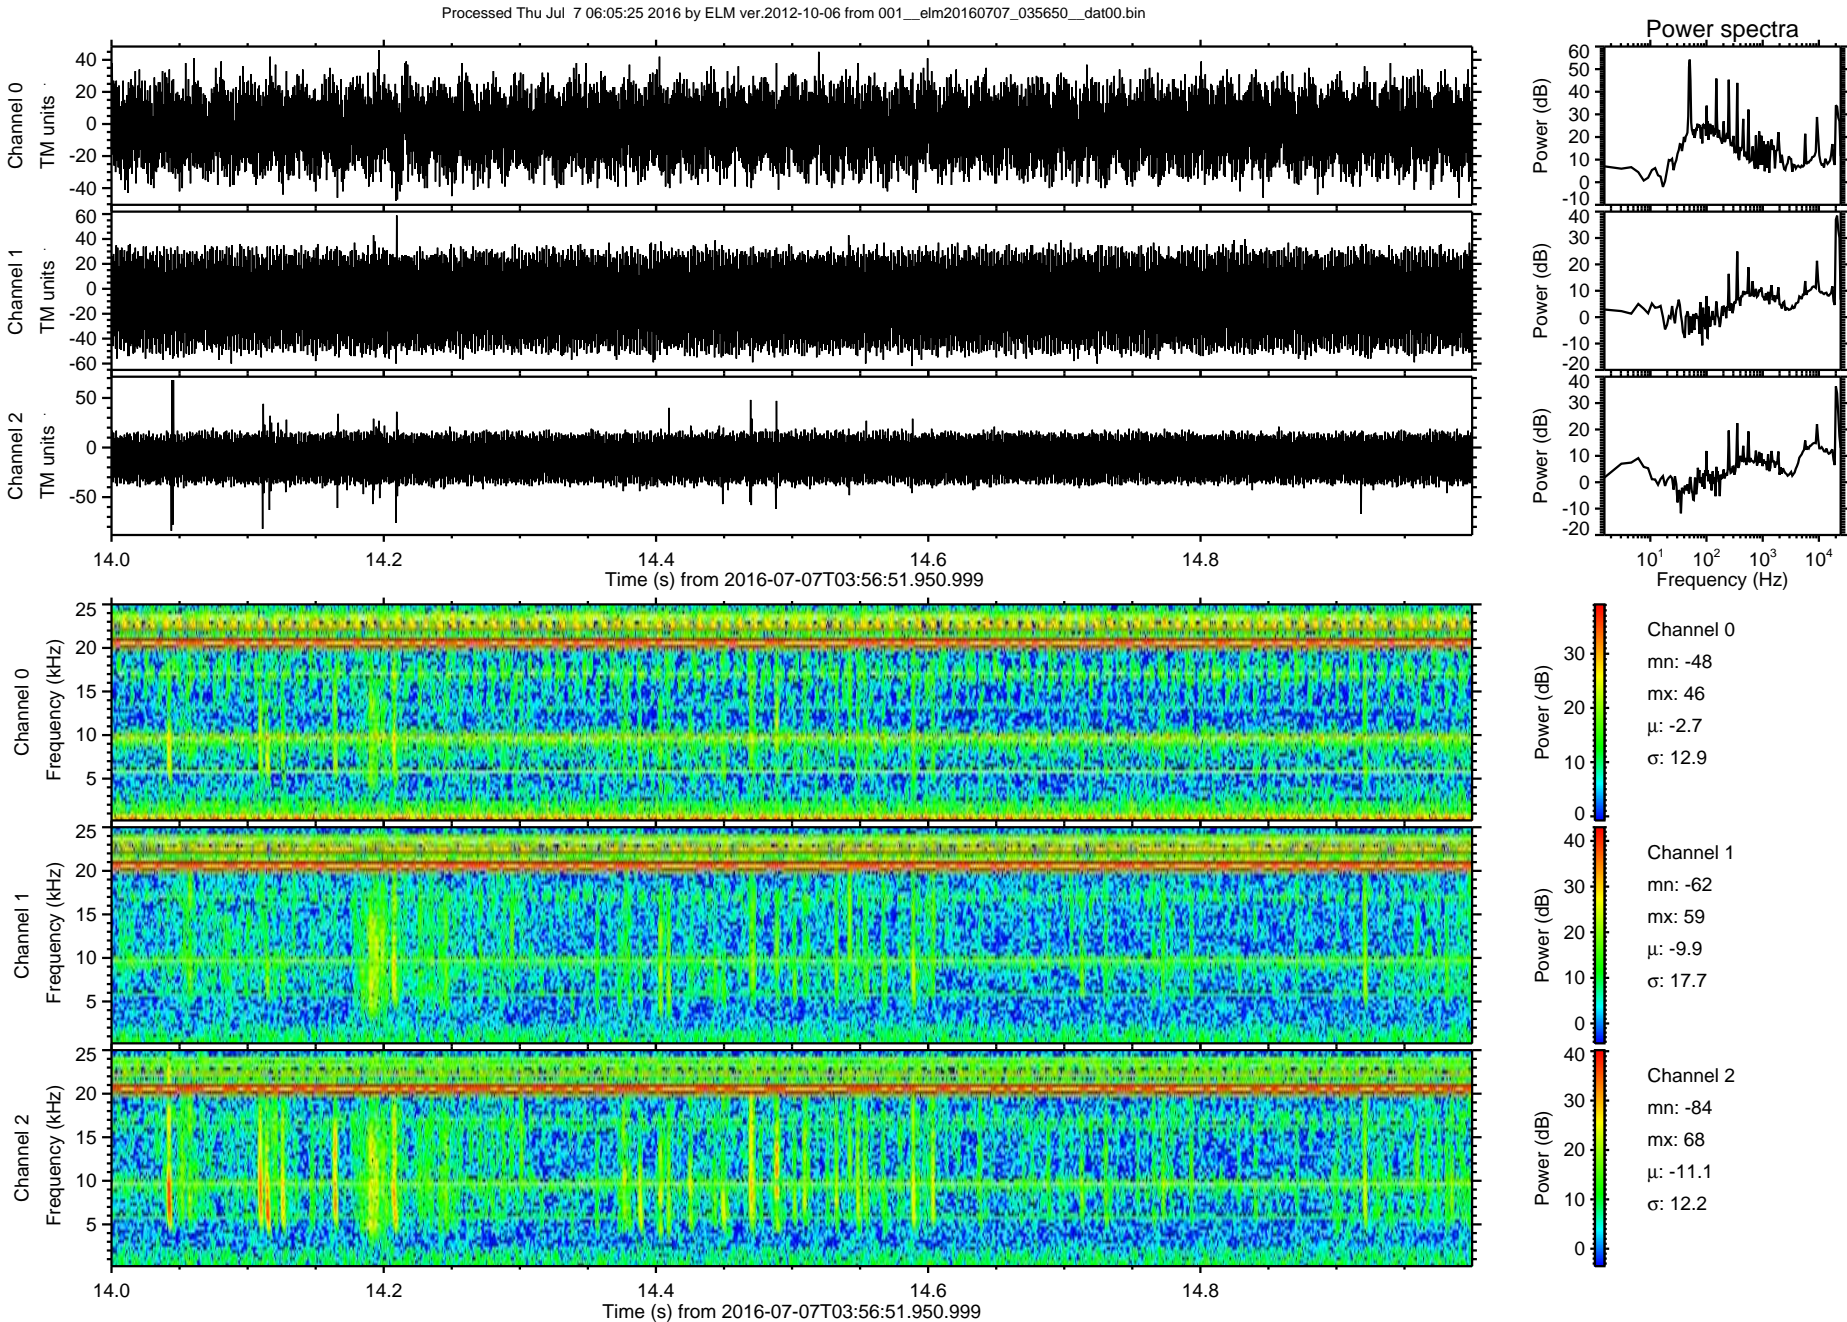 Processed Thu Jul  7 06:05:25 2016 by ELM ver.2012-10-06 from 001__elm20160707_035650__dat00.bin
Power spectra
Channel 0
TM units
40
20
0
-20
-40
Power (dB)
60
50
40
30
20
10
0
-10
Channel 1
TM units
60
40
20
0
-20
-40
-60
Power (dB)
40
30
20
10
0
-10
-20
Channel 2
TM units
50
0
-50
Power (dB)
40
30
20
10
0
-10
-20
14.0 14.2 14.4 14.6 14.8
Time (s) from 2016-07-07T03:56:51.950.999
10¹ 10² 10³ 10⁴
Frequency (Hz)
Channel 0
Frequency (kHz)
25
20
15
10
5
Power (dB)
30
20
10
0
Channel 0
mn: -48
mx: 46
μ: -2.7
σ: 12.9
Channel 1
Frequency (kHz)
25
20
15
10
5
Power (dB)
40
30
20
10
0
Channel 1
mn: -62
mx: 59
μ: -9.9
σ: 17.7
Channel 2
Frequency (kHz)
25
20
15
10
5
Power (dB)
40
30
20
10
0
Channel 2
mn: -84
mx: 68
μ: -11.1
σ: 12.2
14.0 14.2 14.4 14.6 14.8
Time (s) from 2016-07-07T03:56:51.950.999